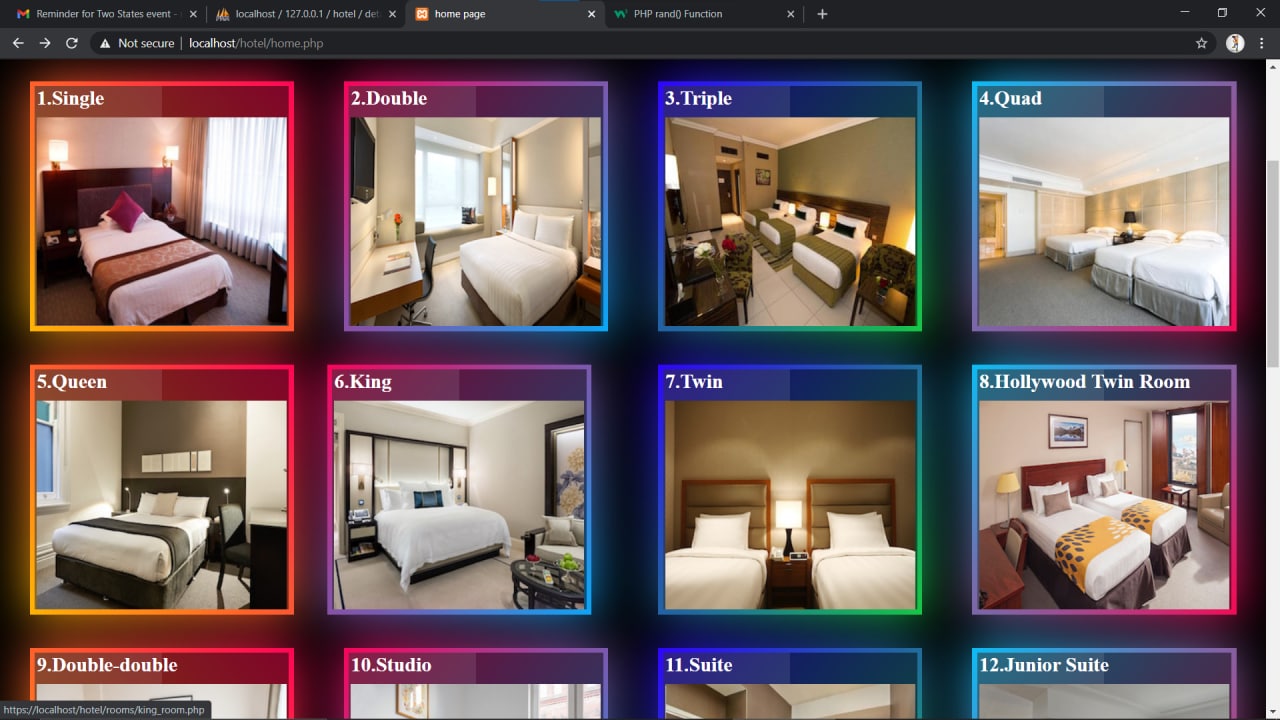 Reminder for Two States event -
localhost / 127.0.0.1 / hotel / det
home page
PHP rand() Function
Not secure
localhost/hotel/home.php
1.Single
2.Double
3.Triple
4.Quad
5.Queen
6.King
7.Twin
8.Hollywood Twin Room
9.Double-double
10.Studio
11.Suite
12.Junior Suite
https://localhost/hotel/rooms/king_room.php